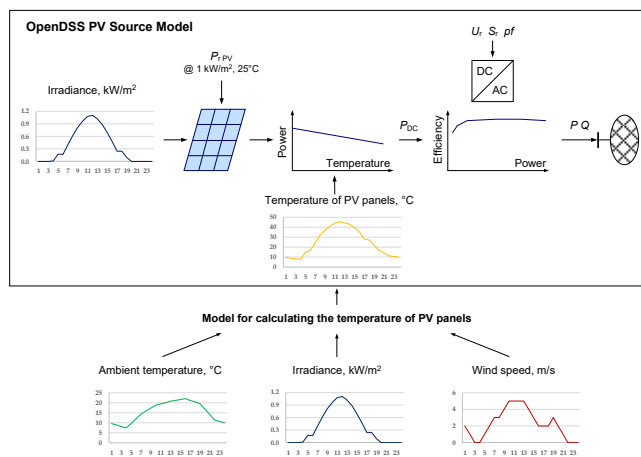 OpenDSS PV Source Model
U_r S_r pf
P_r PV
@ 1 kW/m², 25°C
DC
AC
Irradiance, kW/m²
1.2
0.9
0.6
0.3
0.0
1 3 5 7 9 11 13 15 17 19 21 23
Power
Temperature
P_DC
Efficiency
Power
P Q
Temperature of PV panels, °C
50
40
30
20
10
0
1 3 5 7 9 11 13 15 17 19 21 23
Model for calculating the temperature of PV panels
Ambient temperature, °C
25
20
15
10
5
0
1 3 5 7 9 11 13 15 17 19 21 23
Irradiance, kW/m²
1.2
0.9
0.6
0.3
0.0
1 3 5 7 9 11 13 15 17 19 21 23
Wind speed, m/s
6
4
2
0
1 3 5 7 9 11 13 15 17 19 21 23